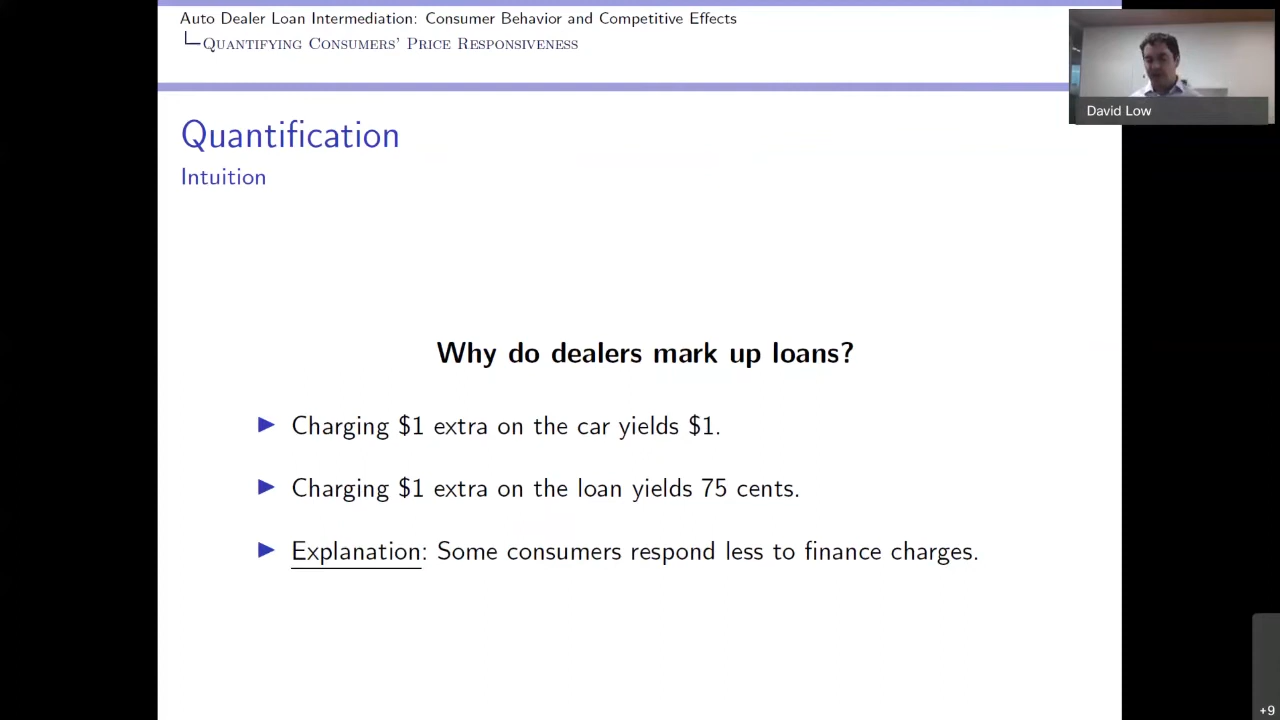 Auto Dealer Loan Intermediation: Consumer Behavior and Competitive Effects
Quantifying Consumers' Price Responsiveness
David Low
Quantification
Intuition
Why do dealers mark up loans?
Charging $1 extra on the car yields $1.
Charging $1 extra on the loan yields 75 cents.
Explanation: Some consumers respond less to finance charges.
+9